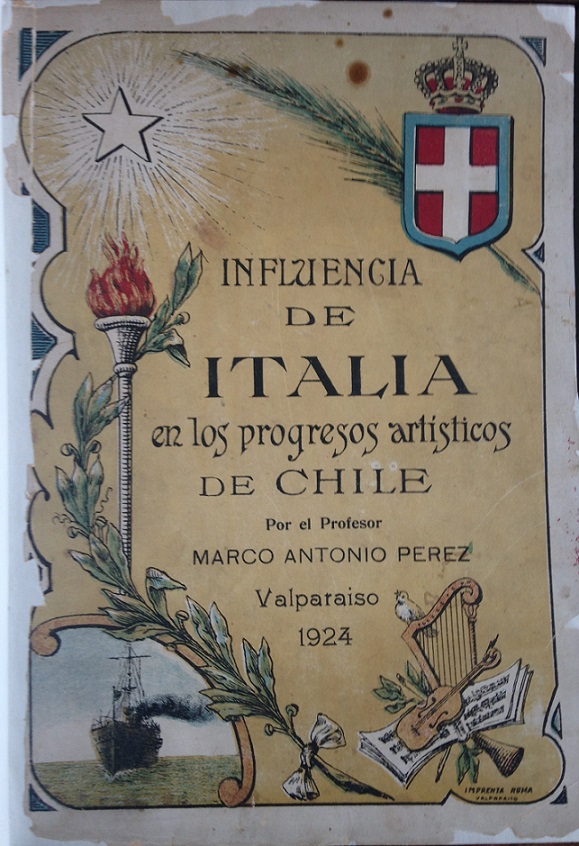 INFLUENCIA
DE
ITALIA
en los progresos artísticos
DE CHILE
Por el Profesor
MARCO ANTONIO PEREZ
Valparaiso
1924
IMPRENTA ROMA
VALPARAISO